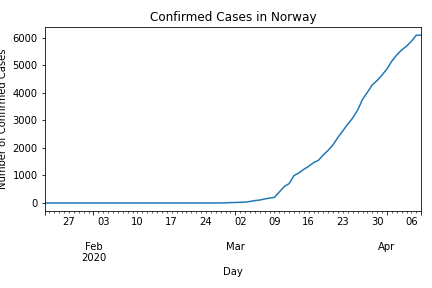 Confirmed Cases in Norway
Number of Confirmed Cases
6000
5000
4000
3000
2000
1000
0
27 03 10 17 24 02 09 16 23 30 06
Feb Mar Apr
2020
Day